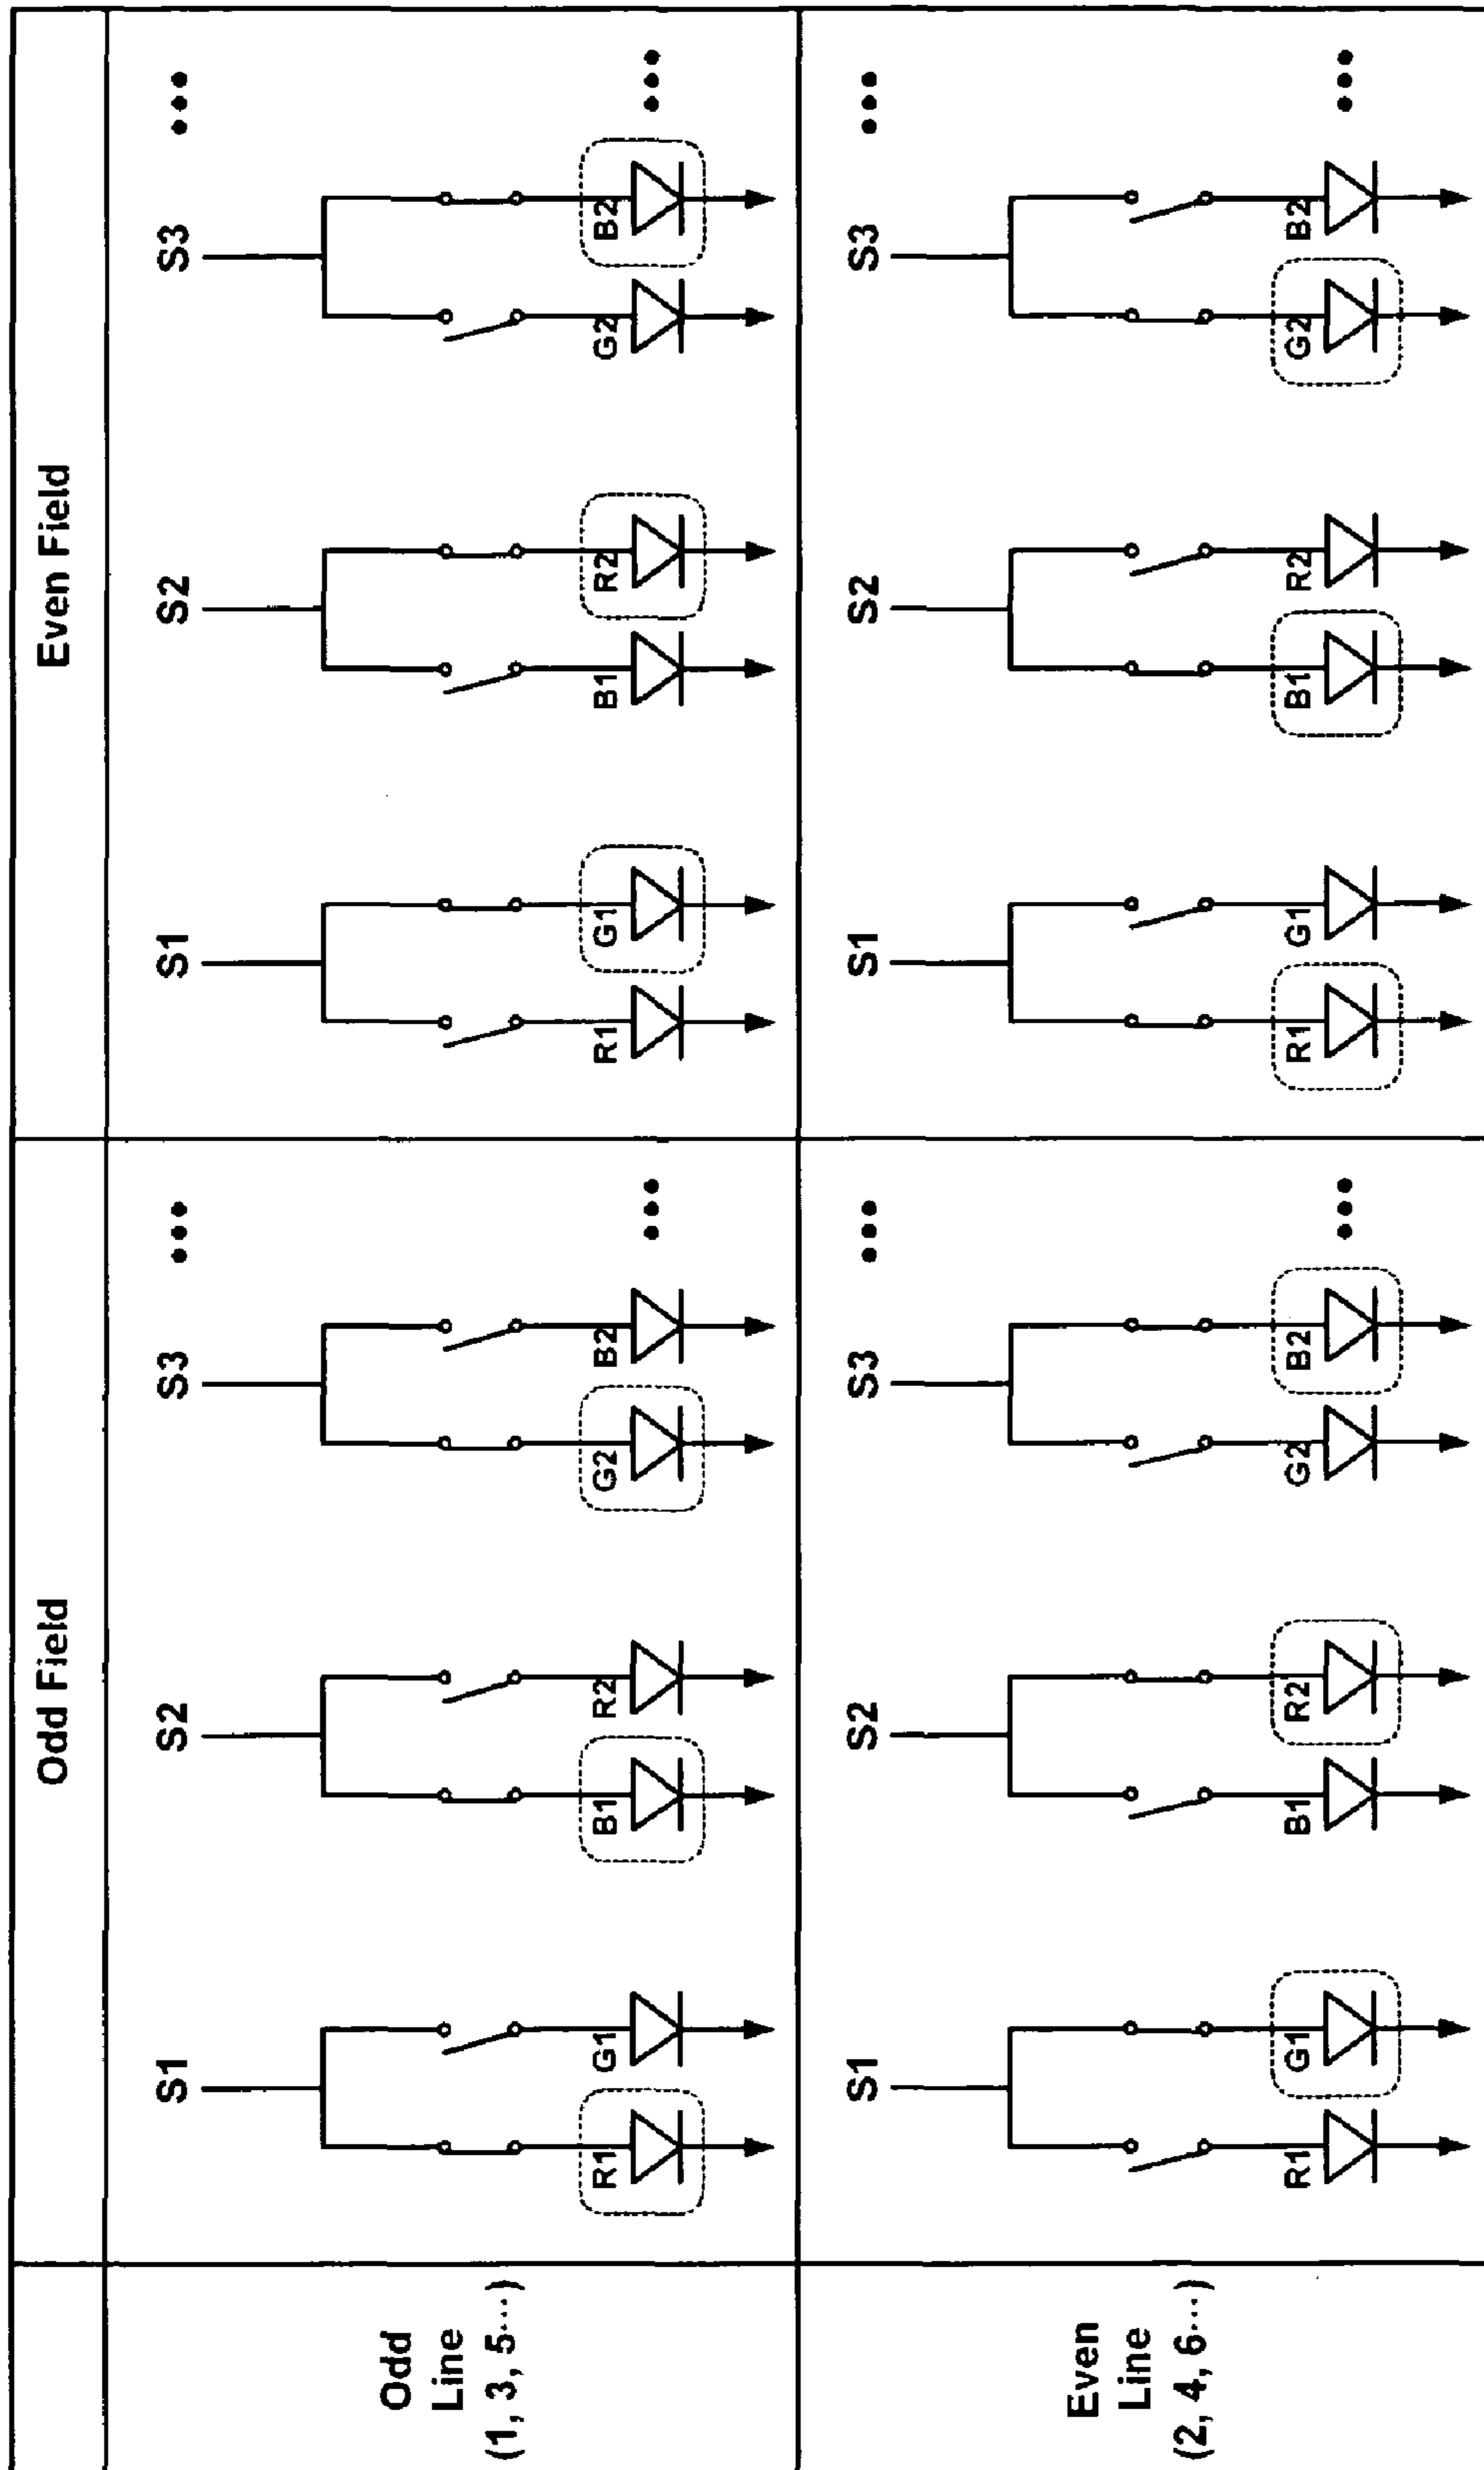 Odd Field
Even Field
Odd
Line
(1, 3, 5⋯)
S1
S2
S3
•••
S1
S2
S3
•••
R1
G1
B1
R2
G2
B2
•••
R1
G1
B1
R2
G2
B2
•••
Even
Line
(2, 4, 6⋯)
S1
S2
S3
•••
S1
S2
S3
•••
R1
G1
B1
R2
G2
B2
•••
R1
G1
B1
R2
G2
B2
•••